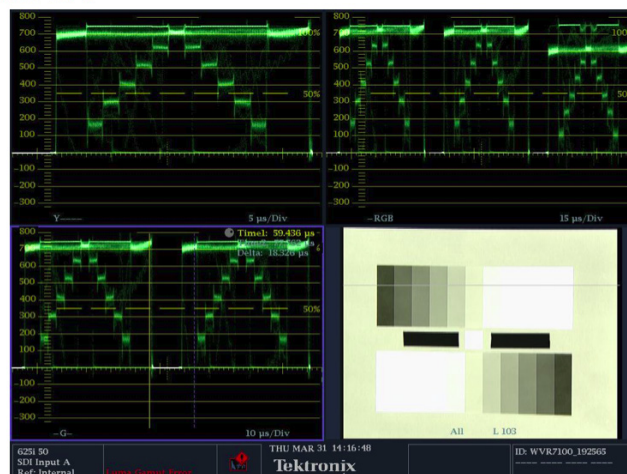 800
700
600
500
400
300
200
100
-100
-200
-300
100%
50%
Y----
5 µs/Div
800
700
600
500
400
300
200
100
-100
-200
-300
100%
50%
-RGB
15 µs/Div
800
700
600
500
400
300
200
100
-100
-200
-300
Time1: 59.436 µs
Delta: 18.326 µs
50%
-G-
10 µs/Div
All L 103
625i 50
SDI Input A
Ref: Internal
THU MAR 31 14:16:48
Tektronix
ID: WVR7100_192565